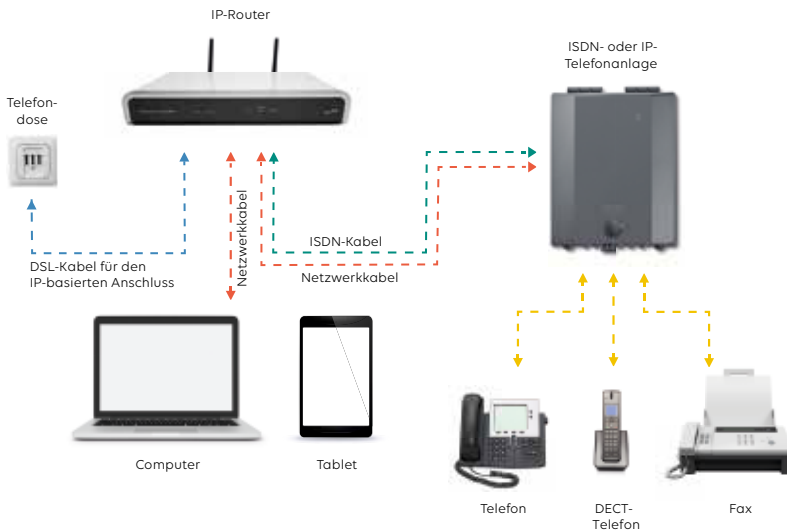 IP-Router
ISDN- oder IP-
Telefonanlage
Telefon-
dose
Netzwerkkabel
ISDN-Kabel
Netzwerkkabel
DSL-Kabel für den
IP-basierten Anschluss
Computer
Tablet
Telefon
DECT-
Telefon
Fax